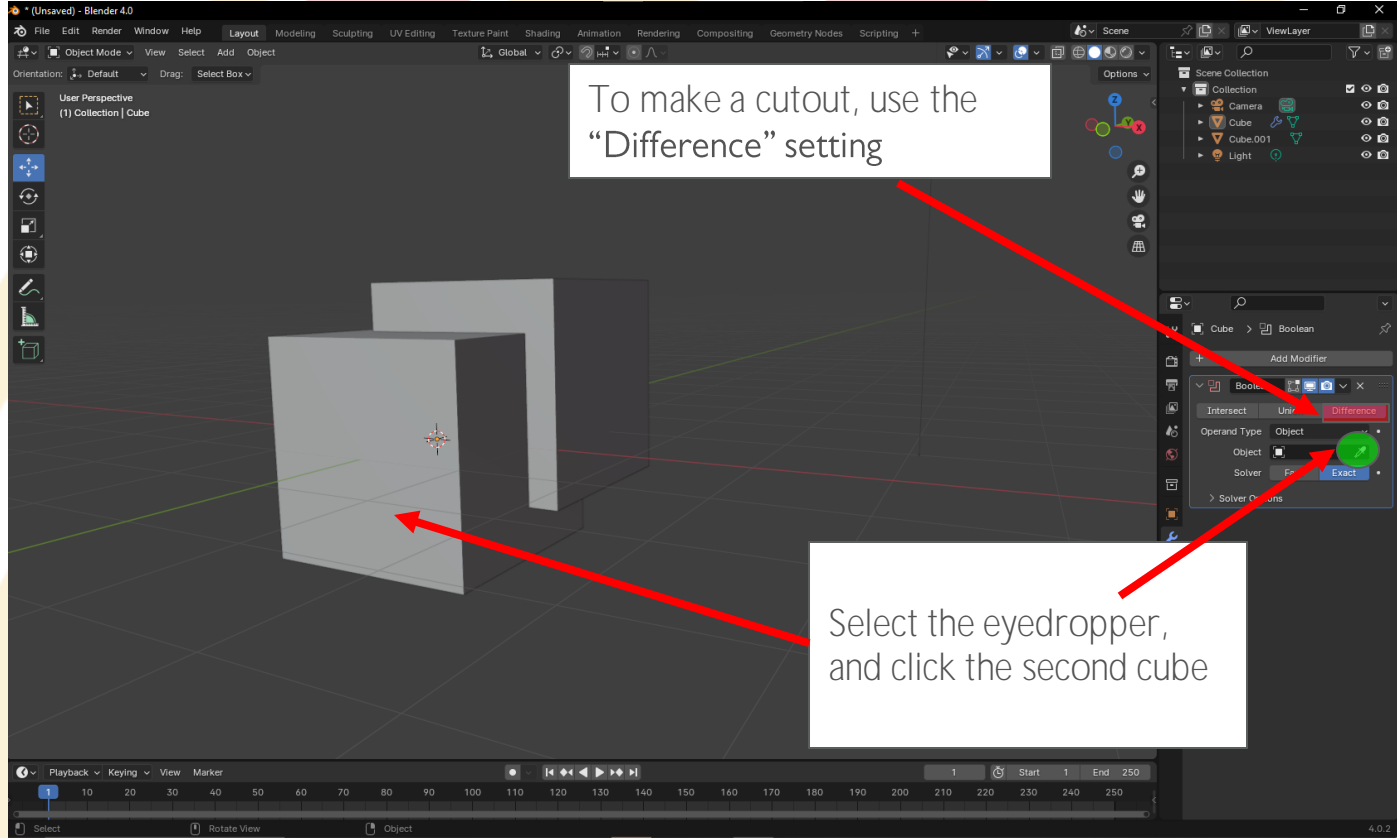 * (Unsaved) - Blender 4.0
File Edit Render Window Help Layout Modeling Sculpting UV Editing Texture Paint Shading Animation Rendering Compositing Geometry Nodes Scripting + Scene ViewLayer
Object Mode View Select Add Object Global
Orientation: Default Drag: Select Box Options
User Perspective
(1) Collection | Cube
Z
Y
X
To make a cutout, use the
“Difference” setting
Scene Collection
Collection
Camera
Cube
Cube.001
Light
Cube > Boolean
+ Add Modifier
Intersect Difference
Operand Type Object
Object
Solver Exact
Select the eyedropper,
and click the second cube
Playback Keying View Marker 1 Start 1 End 250
1 10 20 30 40 50 60 70 80 90 100 110 120 130 140 150 160 170 180 190 200 210 220 230 240 250
Select Rotate View Object 4.0.2